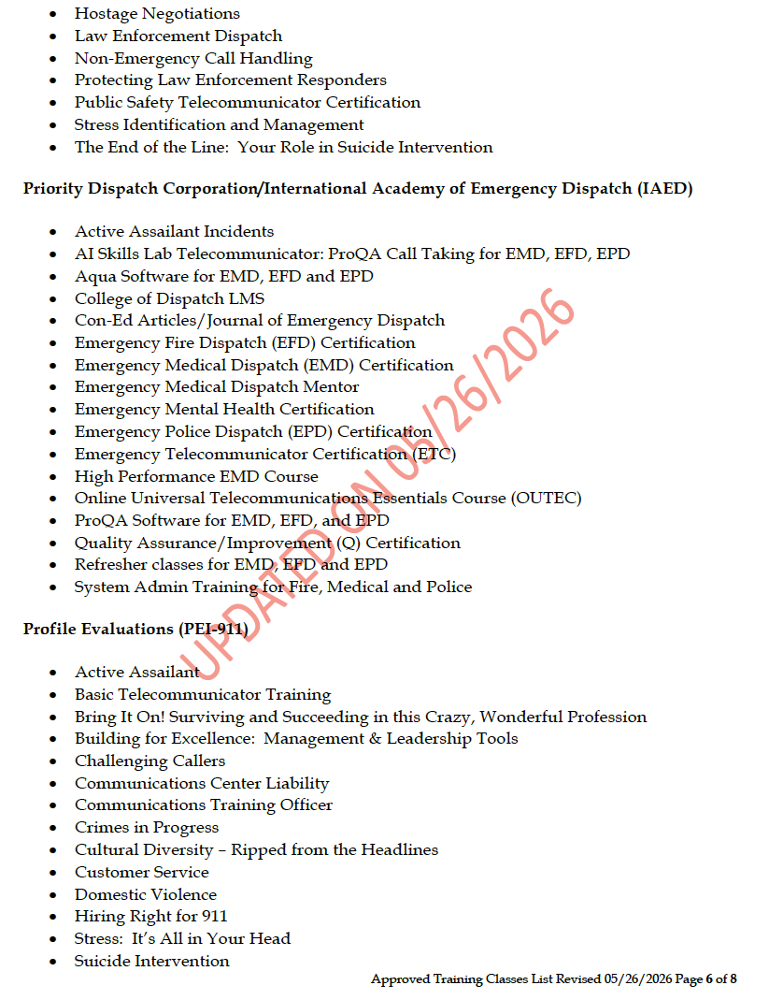 • Hostage Negotiations
• Law Enforcement Dispatch
• Non-Emergency Call Handling
• Protecting Law Enforcement Responders
• Public Safety Telecommunicator Certification
• Stress Identification and Management
• The End of the Line:  Your Role in Suicide Intervention
Priority Dispatch Corporation/International Academy of Emergency Dispatch (IAED)
• Active Assailant Incidents
• AI Skills Lab Telecommunicator: ProQA Call Taking for EMD, EFD, EPD
• Aqua Software for EMD, EFD and EPD
• College of Dispatch LMS
• Con-Ed Articles/Journal of Emergency Dispatch
• Emergency Fire Dispatch (EFD) Certification
• Emergency Medical Dispatch (EMD) Certification
• Emergency Medical Dispatch Mentor
• Emergency Mental Health Certification
• Emergency Police Dispatch (EPD) Certification
• Emergency Telecommunicator Certification (ETC)
• High Performance EMD Course
• Online Universal Telecommunications Essentials Course (OUTEC)
• ProQA Software for EMD, EFD, and EPD
• Quality Assurance/Improvement (Q) Certification
• Refresher classes for EMD, EFD and EPD
• System Admin Training for Fire, Medical and Police
UPDATED ON 05/26/2026
Profile Evaluations (PEI-911)
• Active Assailant
• Basic Telecommunicator Training
• Bring It On! Surviving and Succeeding in this Crazy, Wonderful Profession
• Building for Excellence:  Management & Leadership Tools
• Challenging Callers
• Communications Center Liability
• Communications Training Officer
• Crimes in Progress
• Cultural Diversity – Ripped from the Headlines
• Customer Service
• Domestic Violence
• Hiring Right for 911
• Stress:  It’s All in Your Head
• Suicide Intervention
Approved Training Classes List Revised 05/26/2026 Page 6 of 8